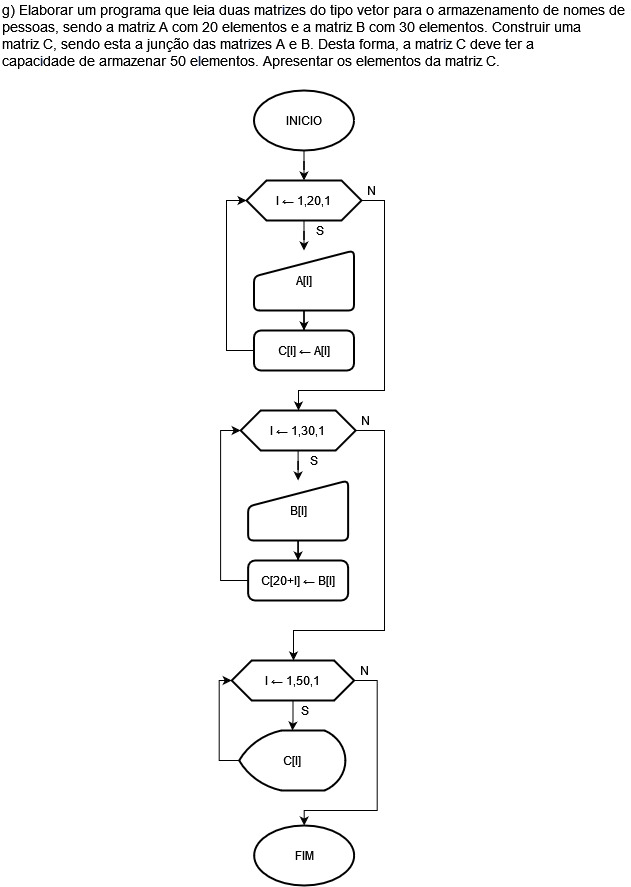 g) Elaborar um programa que leia duas matrizes do tipo vetor para o armazenamento de nomes de
pessoas, sendo a matriz A com 20 elementos e a matriz B com 30 elementos. Construir uma
matriz C, sendo esta a junção das matrizes A e B. Desta forma, a matriz C deve ter a
capacidade de armazenar 50 elementos. Apresentar os elementos da matriz C.
INICIO
I ← 1,20,1
N
S
A[I]
C[I] ← A[I]
I ← 1,30,1
N
S
B[I]
C[20+I] ← B[I]
I ← 1,50,1
N
S
C[I]
FIM